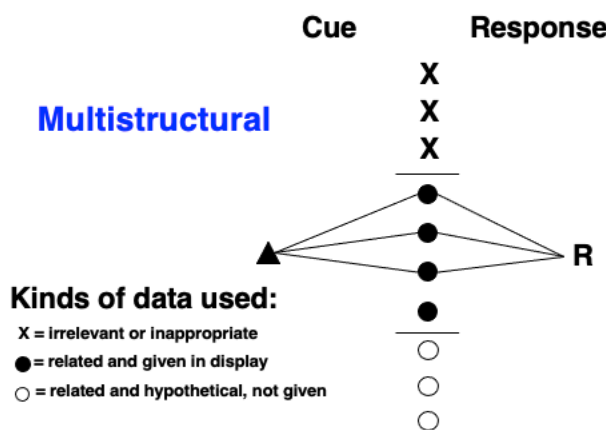 Cue Response
X
Multistructural
X
X
R
Kinds of data used:
X = irrelevant or inappropriate
= related and given in display
= related and hypothetical, not given